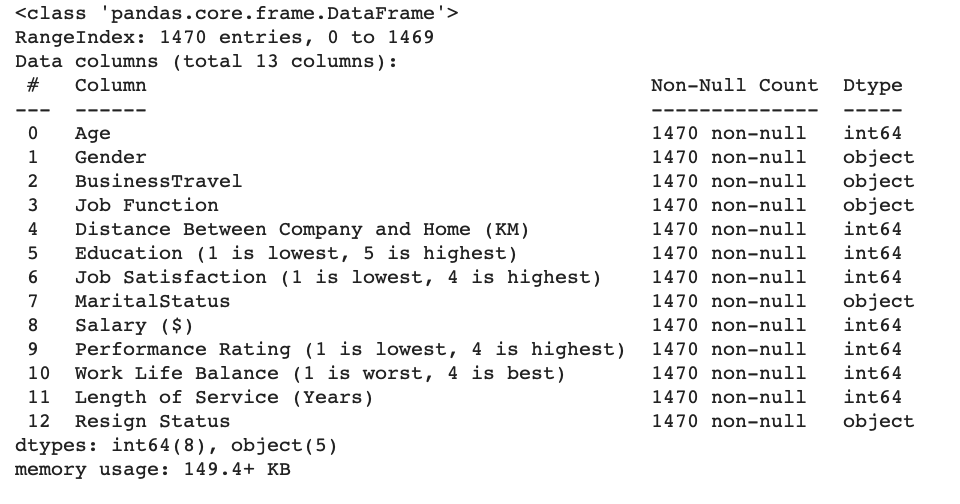 <class 'pandas.core.frame.DataFrame'>
RangeIndex: 1470 entries, 0 to 1469
Data columns (total 13 columns):
 #   Column                                          Non-Null Count  Dtype
---  ------                                          --------------  -----
 0   Age                                             1470 non-null   int64
 1   Gender                                          1470 non-null   object
 2   BusinessTravel                                  1470 non-null   object
 3   Job Function                                    1470 non-null   object
 4   Distance Between Company and Home (KM)          1470 non-null   int64
 5   Education (1 is lowest, 5 is highest)           1470 non-null   int64
 6   Job Satisfaction (1 is lowest, 4 is highest)    1470 non-null   int64
 7   MaritalStatus                                   1470 non-null   object
 8   Salary ($)                                      1470 non-null   int64
 9   Performance Rating (1 is lowest, 4 is highest)  1470 non-null   int64
 10  Work Life Balance (1 is worst, 4 is best)       1470 non-null   int64
 11  Length of Service (Years)                       1470 non-null   int64
 12  Resign Status                                   1470 non-null   object
dtypes: int64(8), object(5)
memory usage: 149.4+ KB